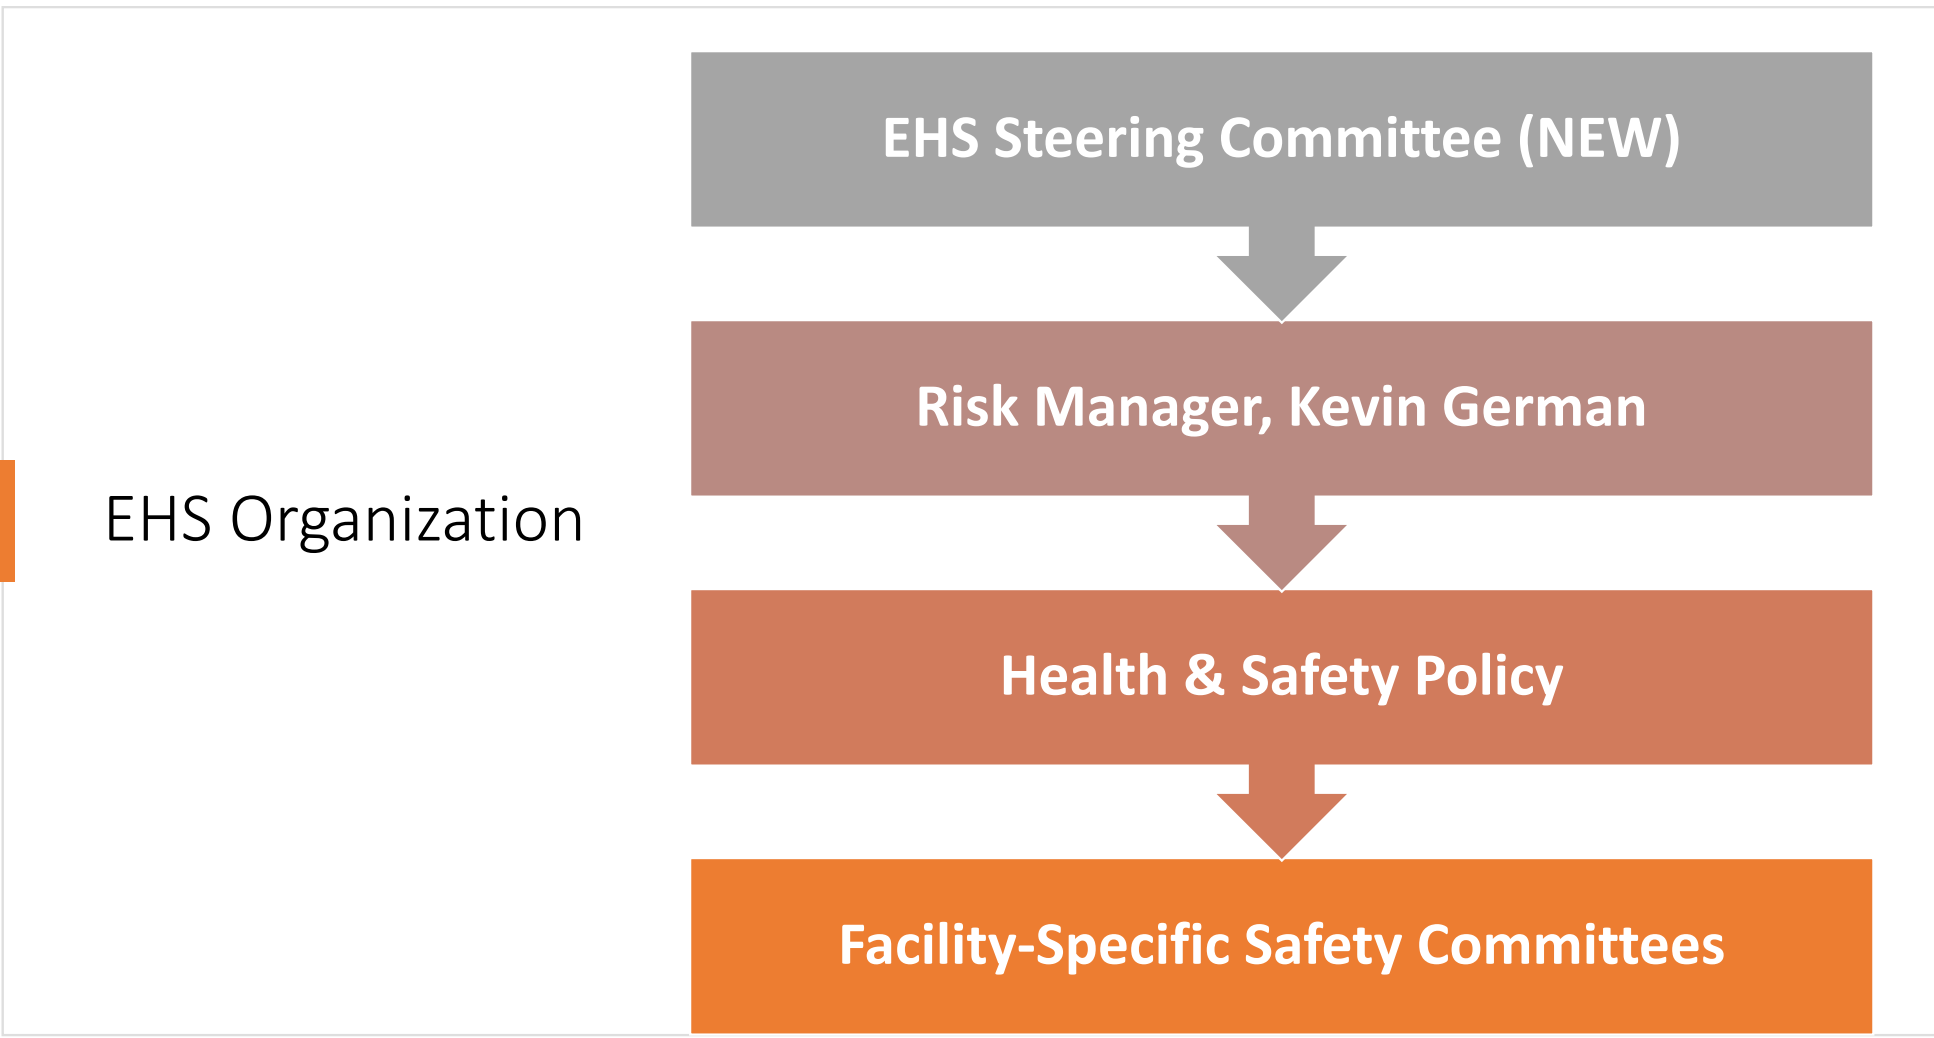 EHS Steering Committee (NEW)
Risk Manager, Kevin German
EHS Organization
Health & Safety Policy
Facility-Specific Safety Committees